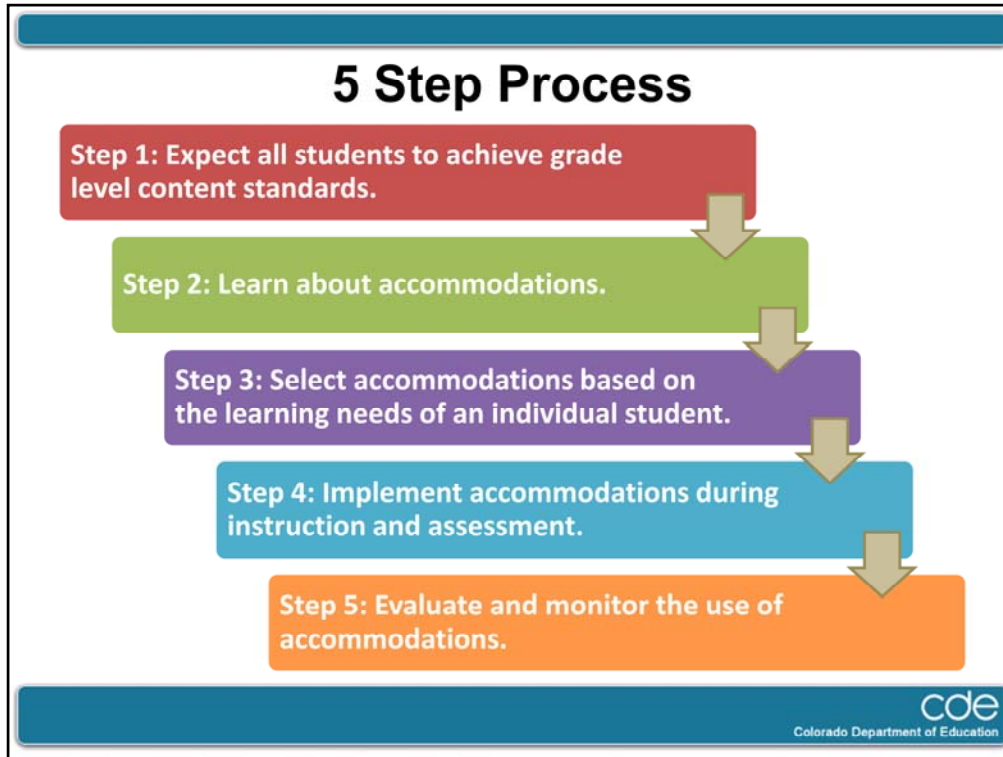 5 Step Process
Step 1: Expect all students to achieve grade
level content standards.
Step 2: Learn about accommodations.
Step 3: Select accommodations based on
the learning needs of an individual student.
Step 4: Implement accommodations during
instruction and assessment.
Step 5: Evaluate and monitor the use of
accommodations.
cde
Colorado Department of Education